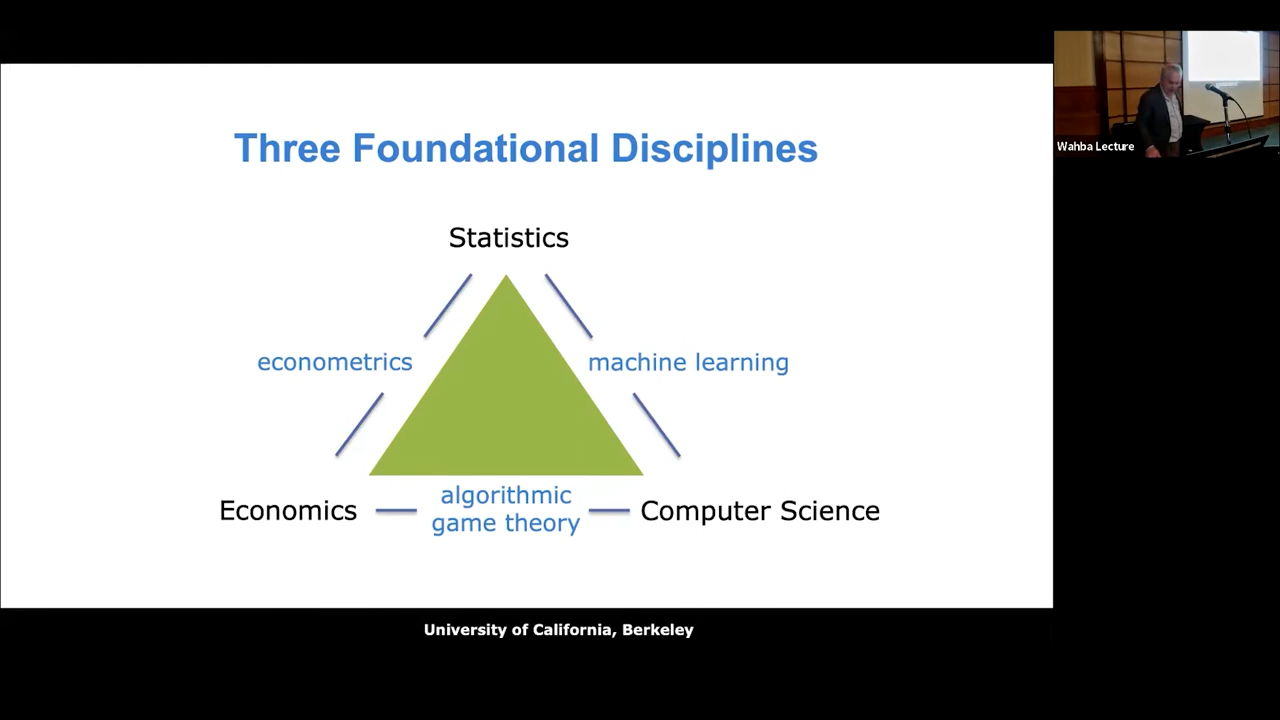 Three Foundational Disciplines
Statistics
econometrics
machine learning
Economics
algorithmic
game theory
Computer Science
University of California, Berkeley
Wahba Lecture